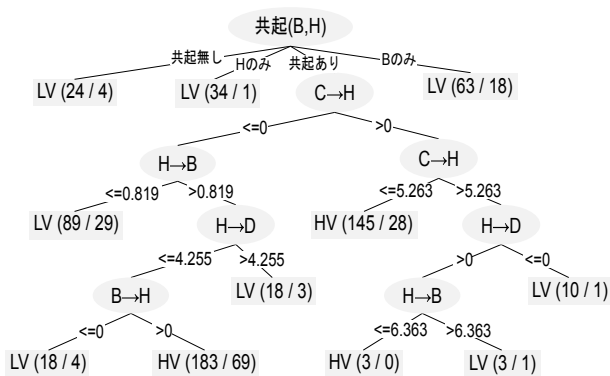 共起(B,H)
共起無し
Hのみ
共起あり
Bのみ
LV (24 / 4)
LV (34 / 1)
C→H
LV (63 / 18)
<=0
>0
H→B
C→H
<=0.819
>0.819
<=5.263
>5.263
LV (89 / 29)
H→D
HV (145 / 28)
H→D
<=4.255
>4.255
>0
<=0
B→H
LV (18 / 3)
H→B
LV (10 / 1)
<=0
>0
<=6.363
>6.363
LV (18 / 4)
HV (183 / 69)
HV (3 / 0)
LV (3 / 1)